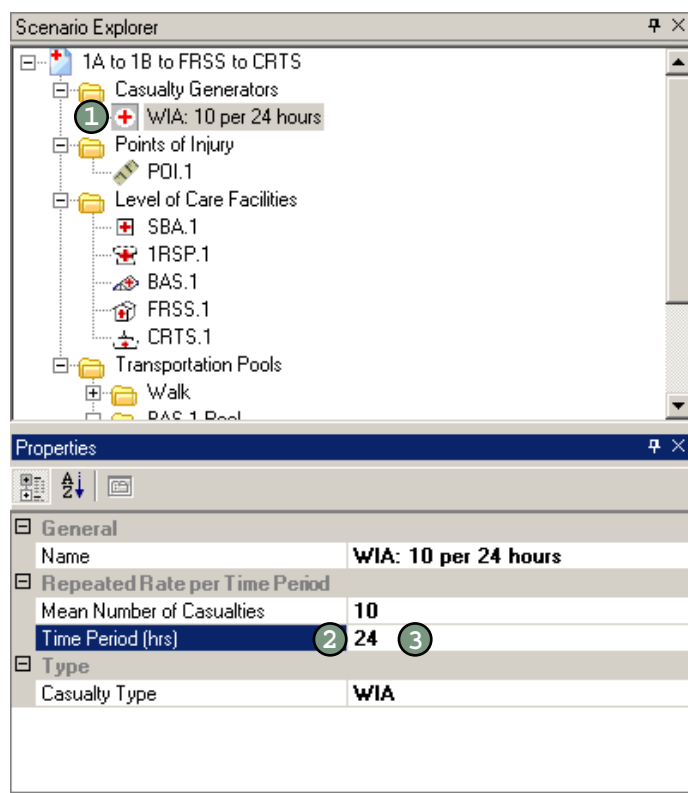 Scenario Explorer
1A to 1B to FRSS to CRTS
Casualty Generators
1 WIA: 10 per 24 hours
Points of Injury
POI.1
Level of Care Facilities
SBA.1
1RSP.1
BAS.1
FRSS.1
CRTS.1
Transportation Pools
Walk
BAS.1 Pool
Properties
A Z
General
Name WIA: 10 per 24 hours
Repeated Rate per Time Period
Mean Number of Casualties 10
Time Period (hrs) 2 24 3
Type
Casualty Type WIA